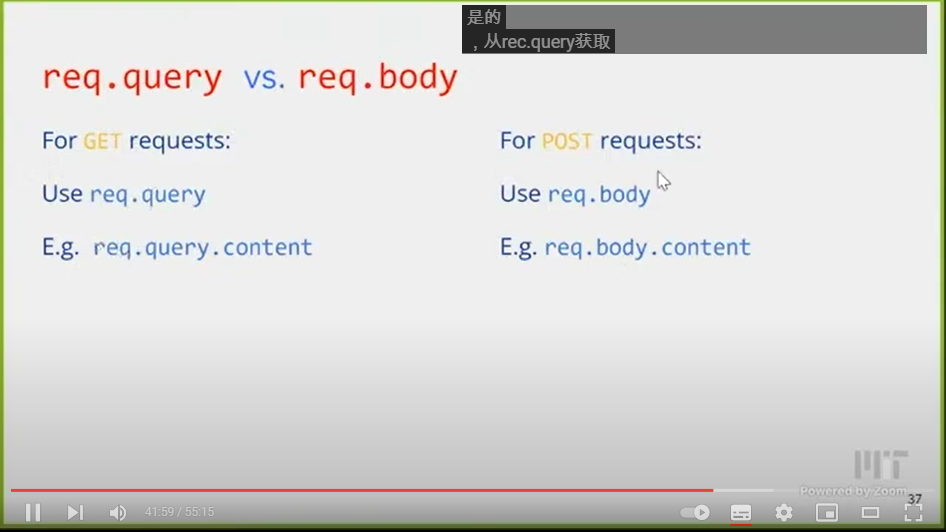 是的
，从rec.query获取
req.query vs. req.body
For GET requests:
Use req.query
E.g. req.query.content
For POST requests:
Use req.body
E.g. req.body.content
MIT
Powered by Zoom
37
41:59 / 55:15